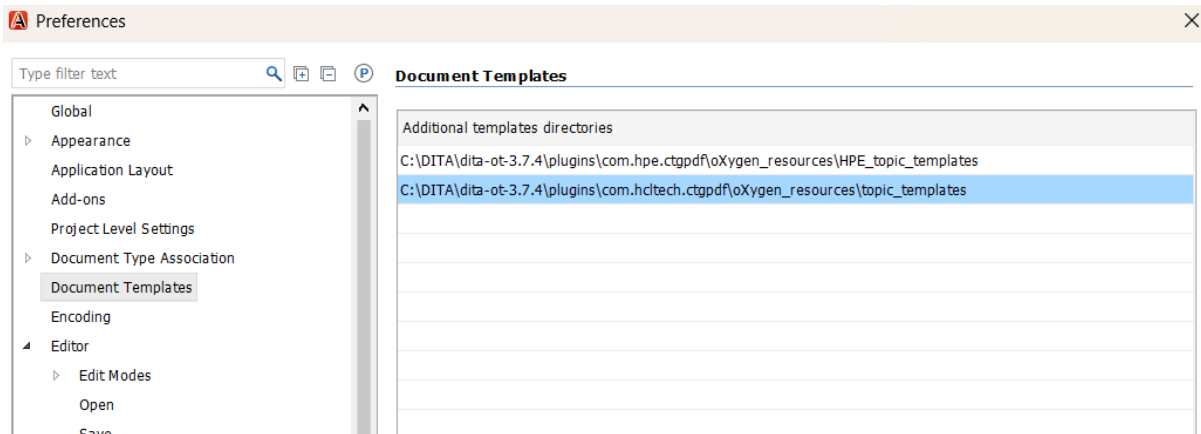 Preferences
Type filter text
P
Document Templates
Global
Appearance
Application Layout
Add-ons
Project Level Settings
Document Type Association
Document Templates
Encoding
Editor
Edit Modes
Open
Save
Additional templates directories
C:\DITA\dita-ot-3.7.4\plugins\com.hpe.ctgpdf\oXygen_resources\HPE_topic_templates
C:\DITA\dita-ot-3.7.4\plugins\com.hcltech.ctgpdf\oXygen_resources\topic_templates